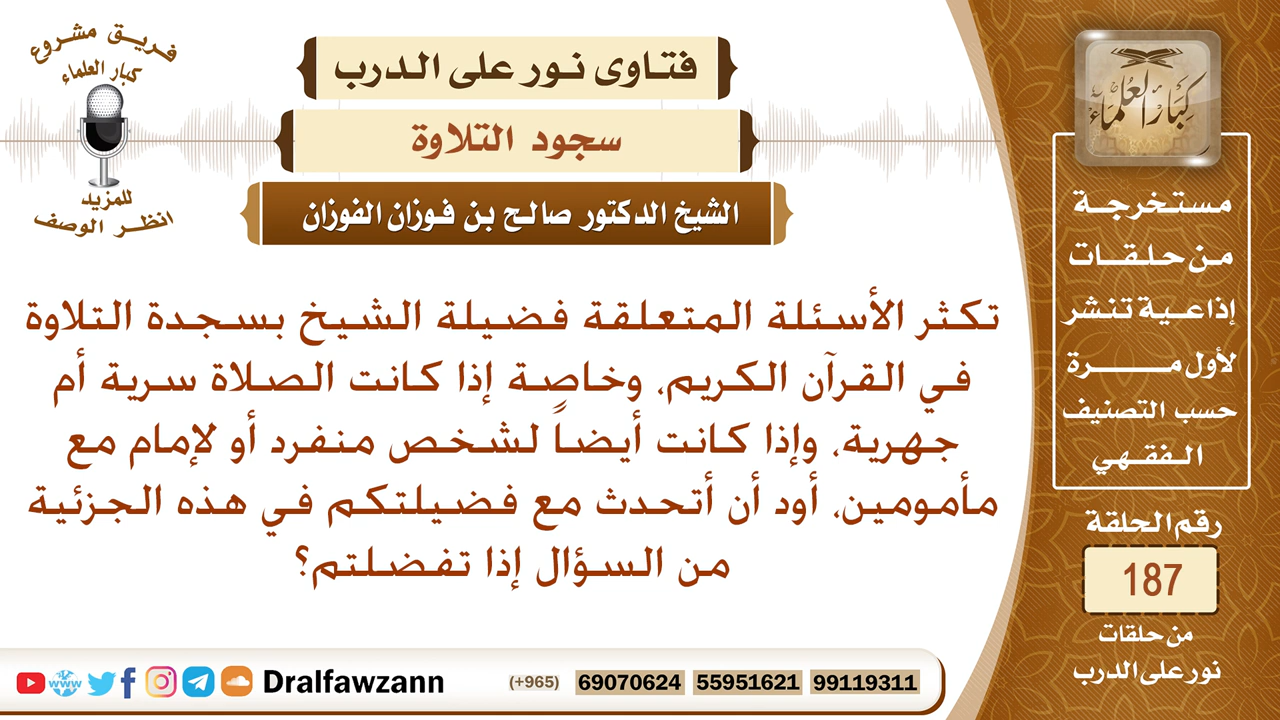 فريق مشروع
كبار العلماء
للمزيد
انظر الوصف
فتاوى نور على الدرب
سجود التلاوة
الشيخ الدكتور صالح بن فوزان الفوزان
تكثر الأسئلة المتعلقة فضيلة الشيخ بسجدة التلاوة
في القرآن الكريم، وخاصة إذا كانت الصلاة سرية أم
جهرية، وإذا كانت أيضاً لشخص منفرد أو لإمام مع
مأمومين، أود أن أتحدث مع فضيلتكم في هذه الجزئية
من السؤال إذا تفضلتم؟
كِبَارُ العُلَمَاءِ
مستخرجة
من حلقات
إذاعية تنشر
لأول مرة
حسب التصنيف
الفقهي
رقم الحلقة
187
من حلقات
نور على الدرب
www
Dralfawzann
(+965) 69070624 55951621 99119311